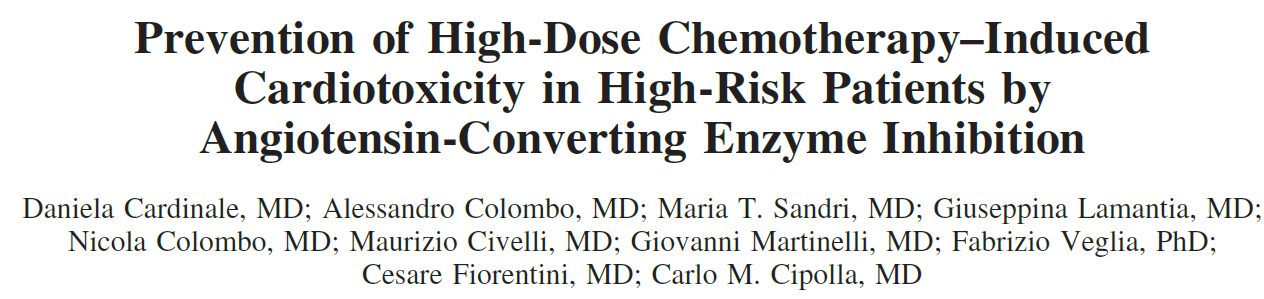 Prevention of High-Dose Chemotherapy–Induced
Cardiotoxicity in High-Risk Patients by
Angiotensin-Converting Enzyme Inhibition
Daniela Cardinale, MD; Alessandro Colombo, MD; Maria T. Sandri, MD; Giuseppina Lamantia, MD;
Nicola Colombo, MD; Maurizio Civelli, MD; Giovanni Martinelli, MD; Fabrizio Veglia, PhD;
Cesare Fiorentini, MD; Carlo M. Cipolla, MD